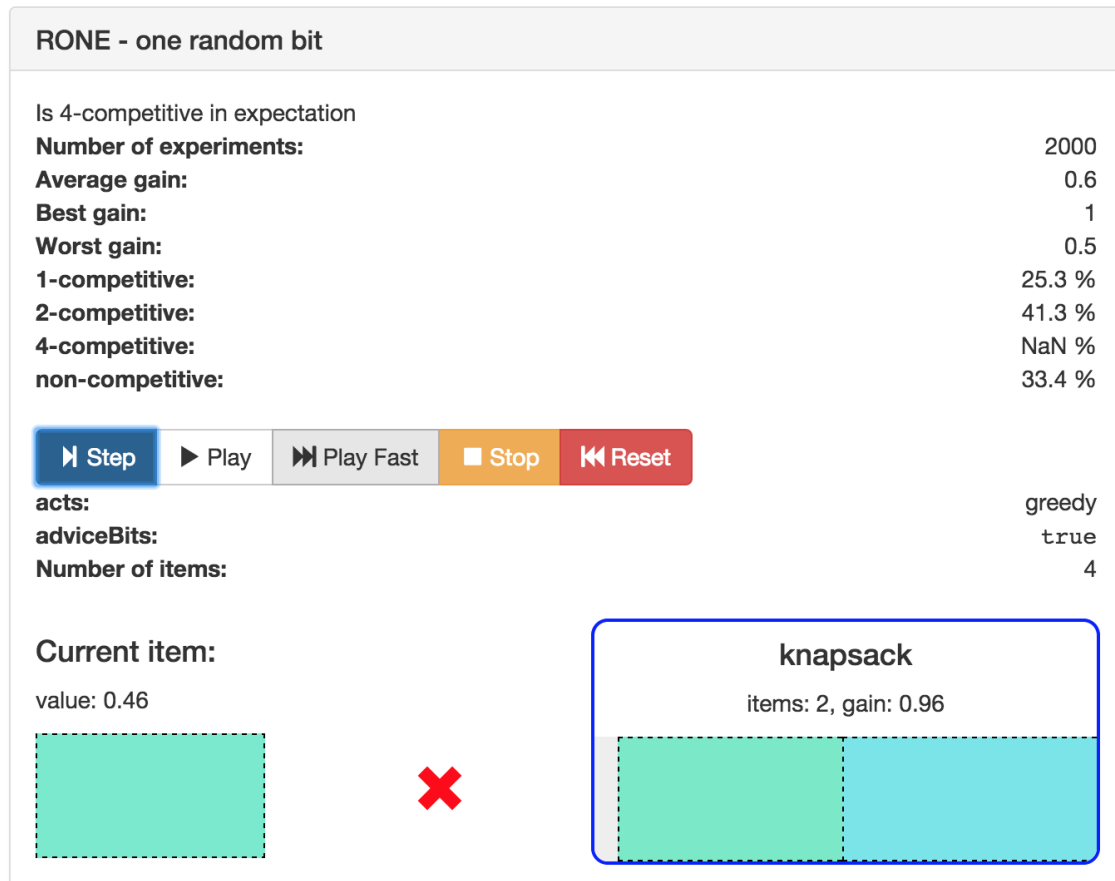 RONE - one random bit
Is 4-competitive in expectation
Number of experiments: 2000
Average gain: 0.6
Best gain: 1
Worst gain: 0.5
1-competitive: 25.3 %
2-competitive: 41.3 %
4-competitive: NaN %
non-competitive: 33.4 %
Step Play Play Fast Stop Reset
acts: greedy
adviceBits: true
Number of items: 4
Current item:
value: 0.46
knapsack
items: 2, gain: 0.96